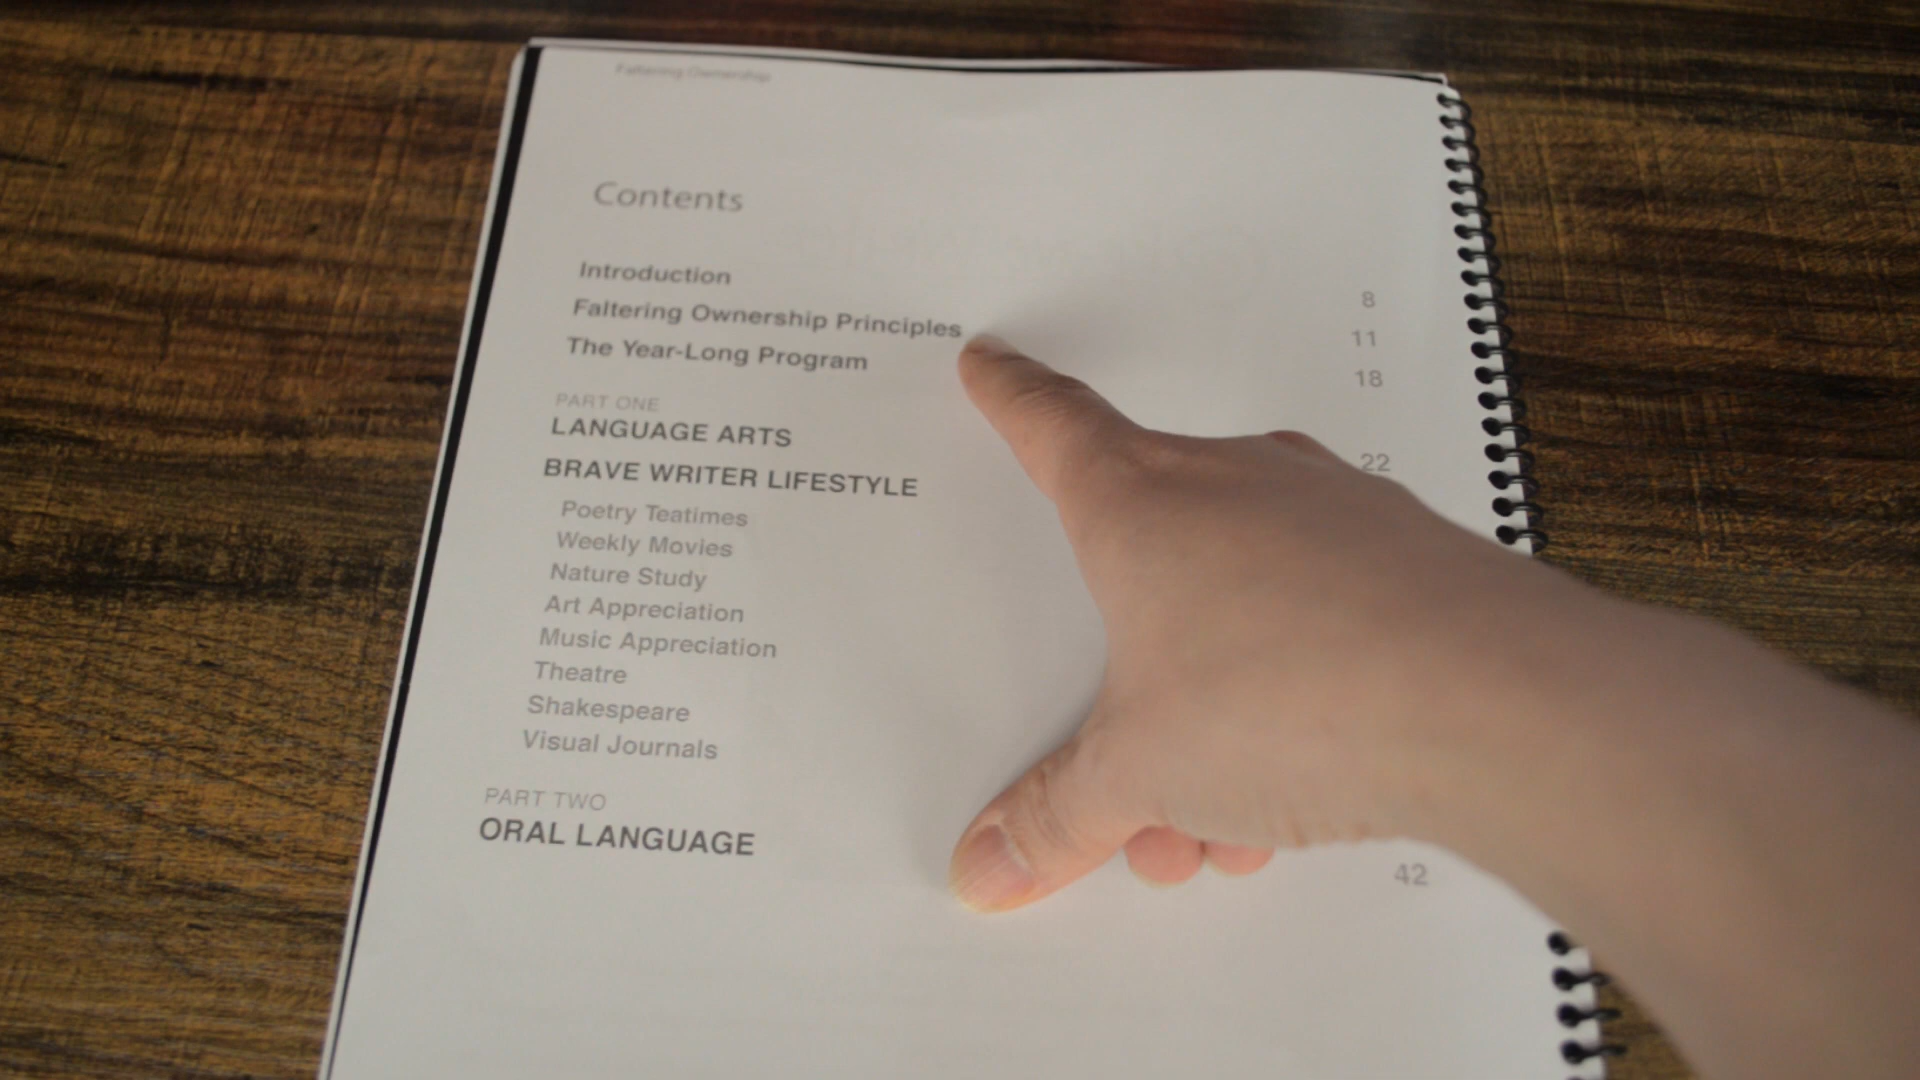 Faltering Ownership
Contents
Introduction 8
Faltering Ownership Principles 11
The Year-Long Program 18
PART ONE
LANGUAGE ARTS 22
BRAVE WRITER LIFESTYLE
Poetry Teatimes
Weekly Movies
Nature Study
Art Appreciation
Music Appreciation
Theatre
Shakespeare
Visual Journals
PART TWO
ORAL LANGUAGE 42